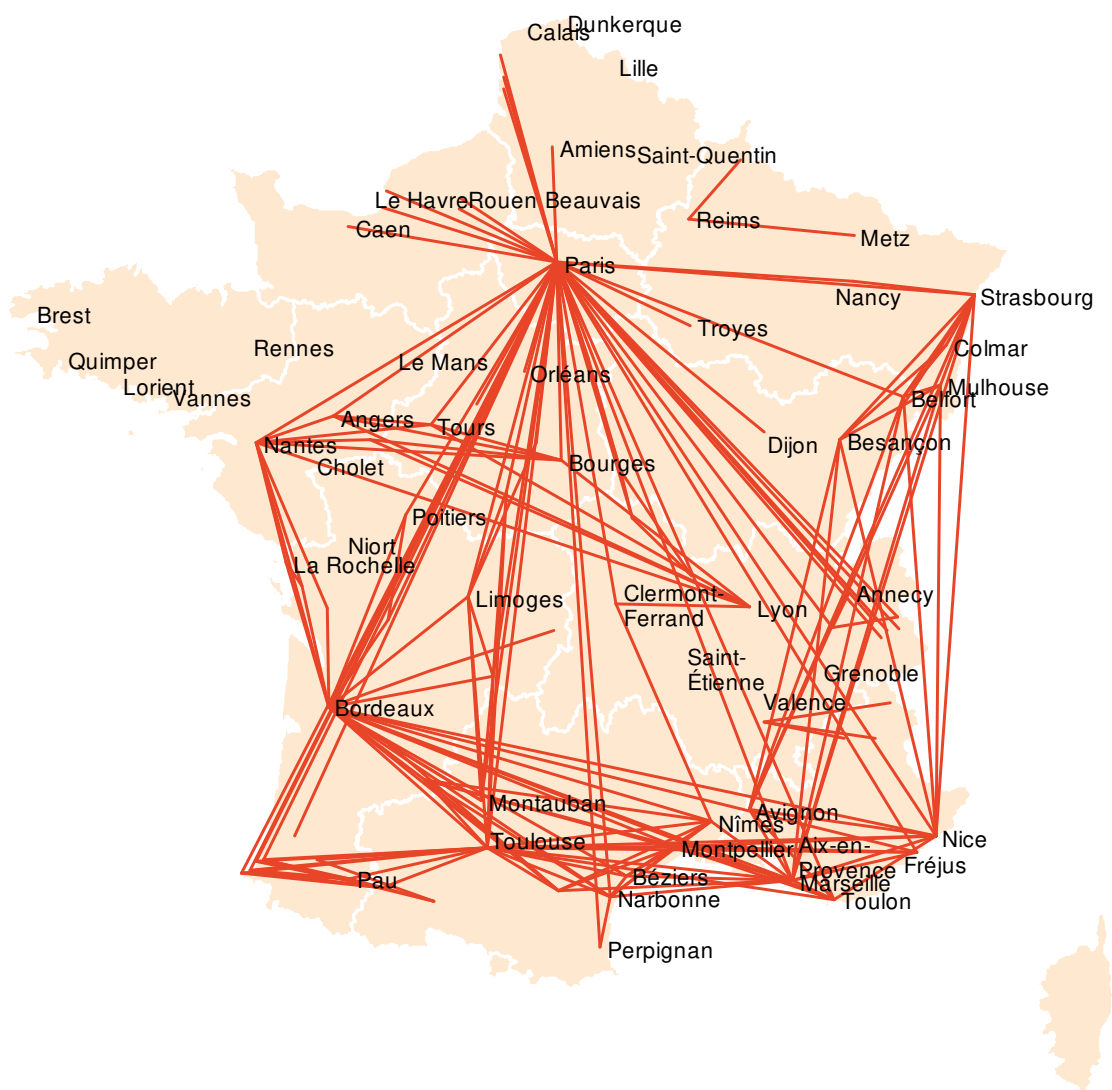 Dunkerque
Calais
Lille
Amiens
Saint-Quentin
Le Havre
Rouen
Beauvais
Reims
Caen
Metz
Paris
Nancy
Strasbourg
Brest
Troyes
Rennes
Colmar
Quimper
Le Mans
Orléans
Lorient
Vannes
Mulhouse
Belfort
Angers
Tours
Nantes
Dijon
Besançon
Cholet
Bourges
Poitiers
Niort
La Rochelle
Limoges
Clermont-
Ferrand
Lyon
Annecy
Saint-
Étienne
Grenoble
Valence
Bordeaux
Montauban
Avignon
Nîmes
Toulouse
Nice
Montpellier
Aix-en-
Provence
Fréjus
Pau
Béziers
Marseille
Narbonne
Toulon
Perpignan